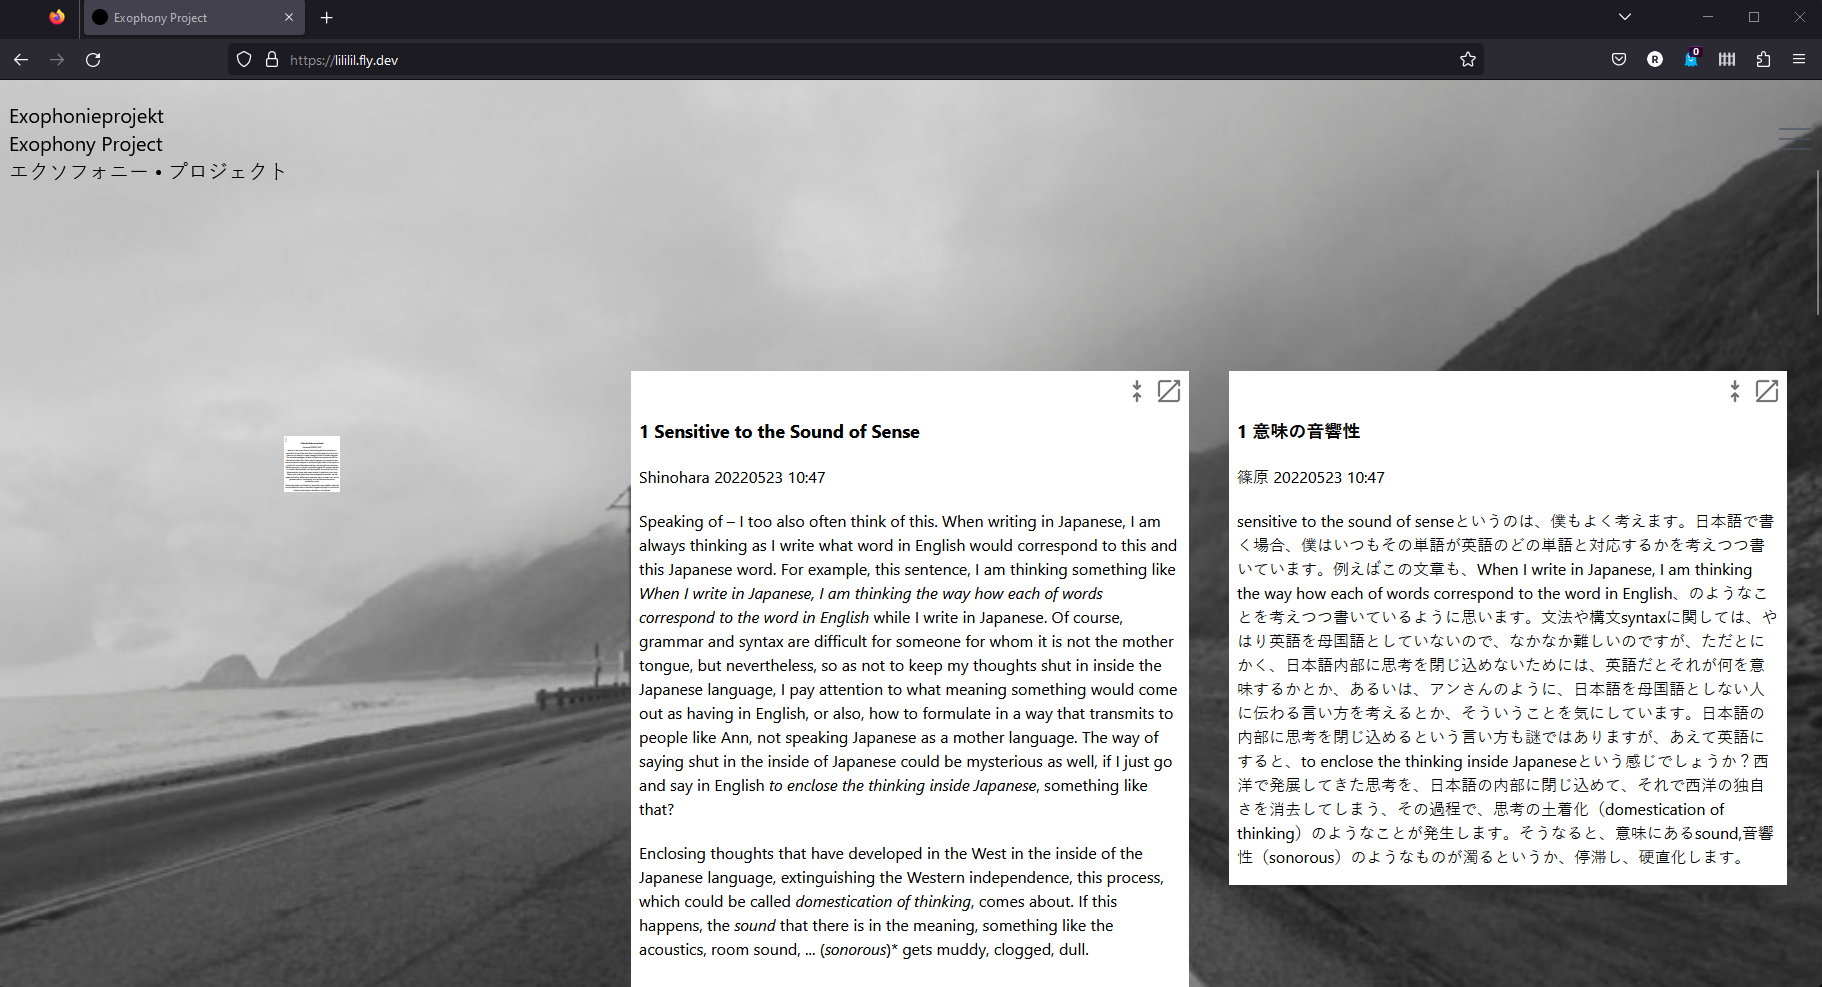 Exophony Project
https://lililil.fly.dev
R
0
Exophonieprojekt
Exophony Project
エクソフォニー • プロジェクト
1 Sensitive to the Sound of Sense
Shinohara 20220523 10:47
Speaking of – I too also often think of this. When writing in Japanese, I am
always thinking as I write what word in English would correspond to this and
this Japanese word. For example, this sentence, I am thinking something like
When I write in Japanese, I am thinking the way how each of words
correspond to the word in English while I write in Japanese. Of course,
grammar and syntax are difficult for someone for whom it is not the mother
tongue, but nevertheless, so as not to keep my thoughts shut in inside the
Japanese language, I pay attention to what meaning something would come
out as having in English, or also, how to formulate in a way that transmits to
people like Ann, not speaking Japanese as a mother language. The way of
saying shut in the inside of Japanese could be mysterious as well, if I just go
and say in English to enclose the thinking inside Japanese, something like
that?
Enclosing thoughts that have developed in the West in the inside of the
Japanese language, extinguishing the Western independence, this process,
which could be called domestication of thinking, comes about. If this
happens, the sound that there is in the meaning, something like the
acoustics, room sound, ... (sonorous)* gets muddy, clogged, dull.
1 意味の音響性
篠原 20220523 10:47
sensitive to the sound of senseというのは、僕もよく考えます。日本語で書
く場合、僕はいつもその単語が英語のどの単語と対応するかを考えつつ書
いています。例えばこの文章も、When I write in Japanese, I am thinking
the way how each of words correspond to the word in English、のようなこ
とを考えつつ書いているように思います。文法や構文syntaxに関しては、や
はり英語を母国語としていないので、なかなか難しいのですが、ただとに
かく、日本語内部に思考を閉じ込めないためには、英語だとそれが何を意
味するかとか、あるいは、アンさんのように、日本語を母国語としない人
に伝わる言い方を考えるとか、そういうことを気にしています。日本語の
内部に思考を閉じ込めるという言い方も謎ではありますが、あえて英語に
すると、to enclose the thinking inside Japaneseという感じでしょうか？西
洋で発展してきた思考を、日本語の内部に閉じ込めて、それで西洋の独自
さを消去してしまう、その過程で、思考の土着化（domestication of
thinking）のようなことが発生します。そうなると、意味にあるsound,音響
性（sonorous）のようなものが濁るというか、停滞し、硬直化します。